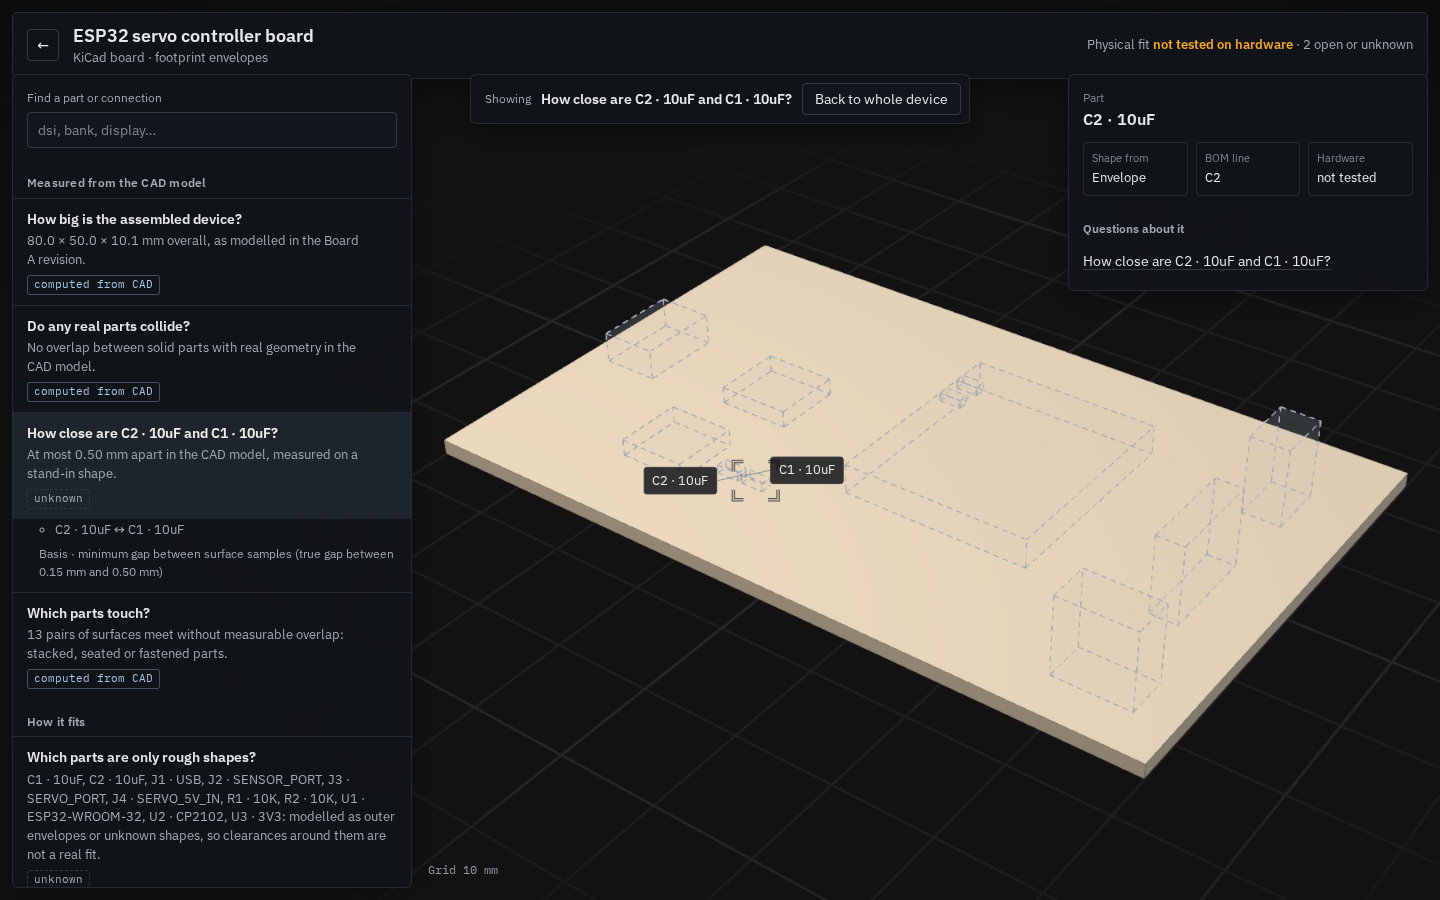 ←
ESP32 servo controller board
KiCad board · footprint envelopes
Physical fit not tested on hardware · 2 open or unknown
Find a part or connection
dsi, bank, display...
Measured from the CAD model
How big is the assembled device?
80.0 × 50.0 × 10.1 mm overall, as modelled in the Board
A revision.
computed from CAD
Do any real parts collide?
No overlap between solid parts with real geometry in the
CAD model.
computed from CAD
How close are C2 · 10uF and C1 · 10uF?
At most 0.50 mm apart in the CAD model, measured on a
stand-in shape.
unknown
C2 · 10uF ↔ C1 · 10uF
Basis · minimum gap between surface samples (true gap between
0.15 mm and 0.50 mm)
Which parts touch?
13 pairs of surfaces meet without measurable overlap:
stacked, seated or fastened parts.
computed from CAD
How it fits
Which parts are only rough shapes?
C1 · 10uF, C2 · 10uF, J1 · USB, J2 · SENSOR_PORT, J3 ·
SERVO_PORT, J4 · SERVO_5V_IN, R1 · 10K, R2 · 10K, U1 ·
ESP32-WROOM-32, U2 · CP2102, U3 · 3V3: modelled as outer
envelopes or unknown shapes, so clearances around them are
not a real fit.
unknown
Showing How close are C2 · 10uF and C1 · 10uF? Back to whole device
C2 · 10uF
C1 · 10uF
Grid 10 mm
Part
C2 · 10uF
Shape from
Envelope
BOM line
C2
Hardware
not tested
Questions about it
How close are C2 · 10uF and C1 · 10uF?